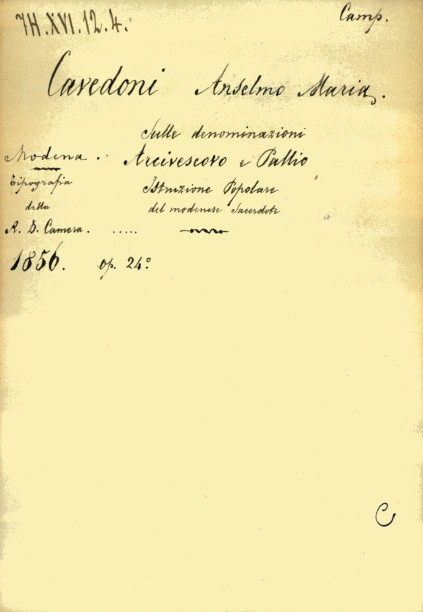 Camp.
7H.XVI.12.4.
Cavedoni Anselmo Maria.
Sulle denominazioni
Modena. Arcivescovo e Pallio
Tipografia Istruzione Popolare
della del modenese Sacerdote
R. D. Camera. .....
1856. op. 24°
C